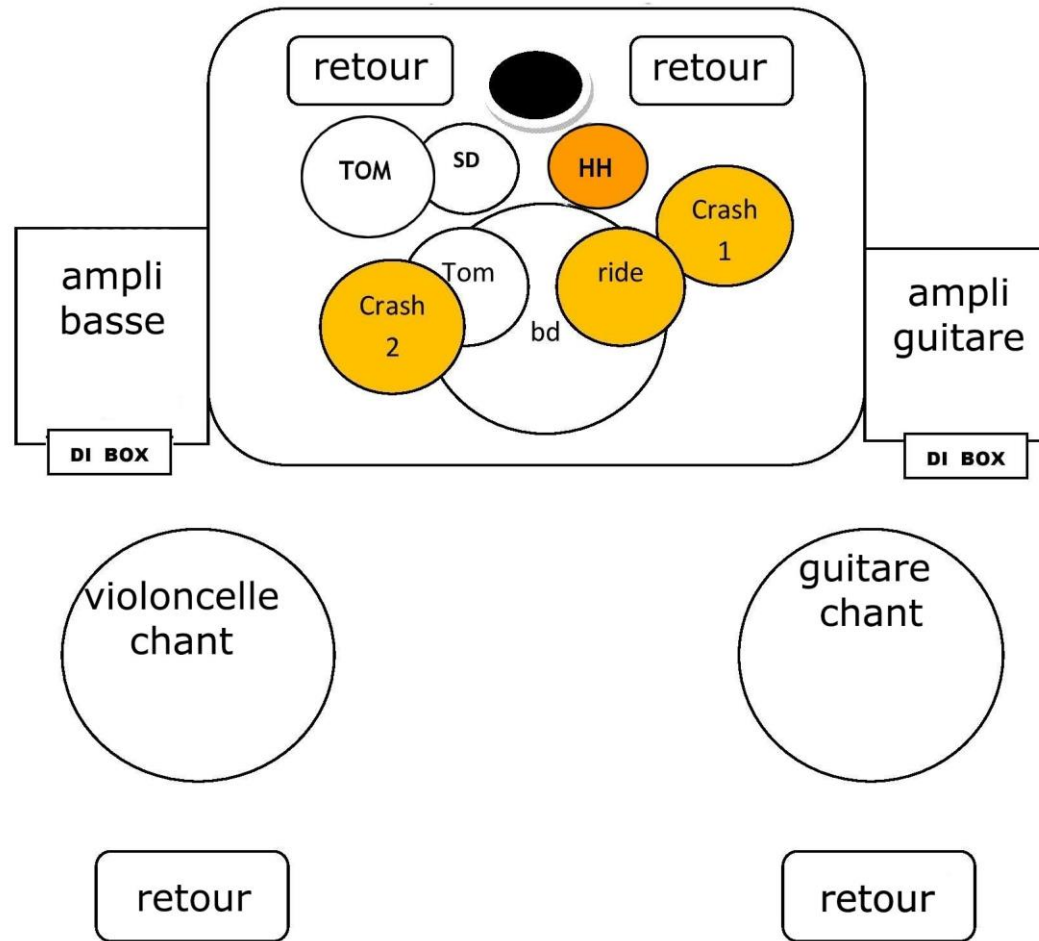 retour
retour
TOM
SD
HH
Crash
1
Tom
ride
Crash
2
bd
ampli
basse
ampli
guitare
DI BOX
DI BOX
violoncelle
chant
guitare
chant
retour
retour